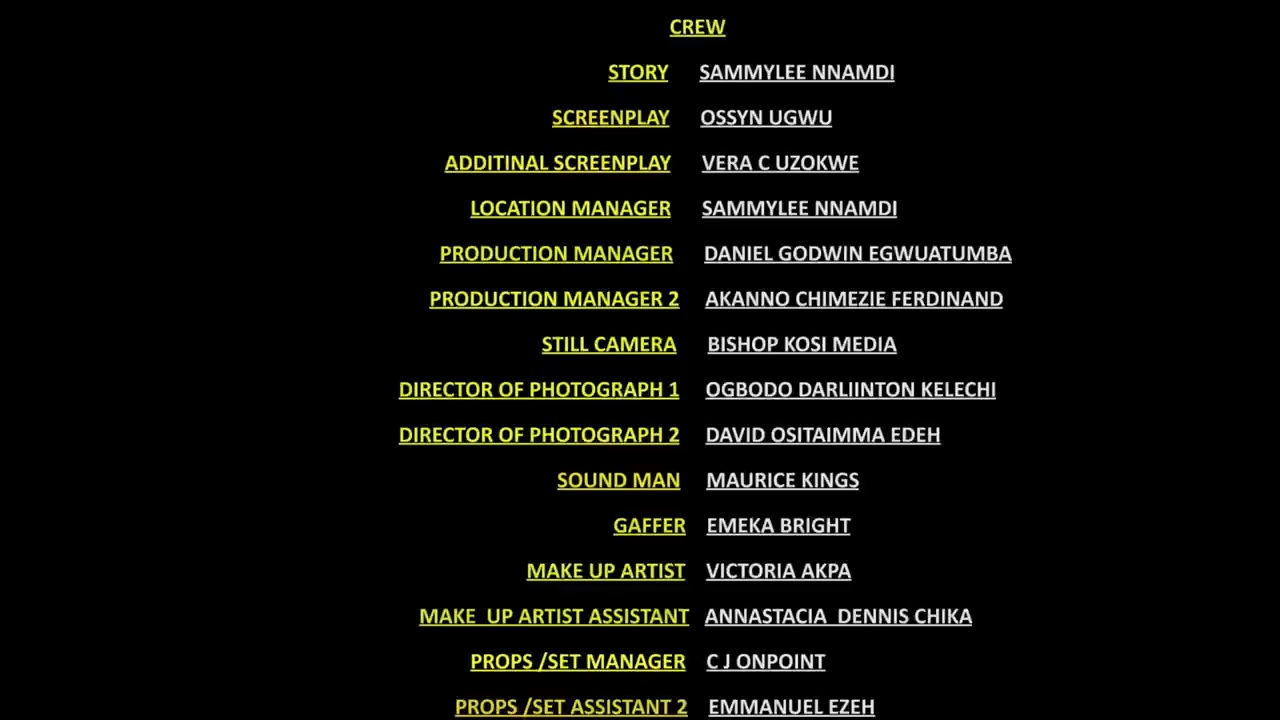 CREW
STORY SAMMYLEE NNAMDI
SCREENPLAY OSSYN UGWU
ADDITINAL SCREENPLAY VERA C UZOKWE
LOCATION MANAGER SAMMYLEE NNAMDI
PRODUCTION MANAGER DANIEL GODWIN EGWUATUMBA
PRODUCTION MANAGER 2 AKANNO CHIMEZIE FERDINAND
STILL CAMERA BISHOP KOSI MEDIA
DIRECTOR OF PHOTOGRAPH 1 OGBODO DARLIINTON KELECHI
DIRECTOR OF PHOTOGRAPH 2 DAVID OSITAIMMA EDEH
SOUND MAN MAURICE KINGS
GAFFER EMEKA BRIGHT
MAKE UP ARTIST VICTORIA AKPA
MAKE UP ARTIST ASSISTANT ANNASTACIA DENNIS CHIKA
PROPS /SET MANAGER C J ONPOINT
PROPS /SET ASSISTANT 2 EMMANUEL EZEH